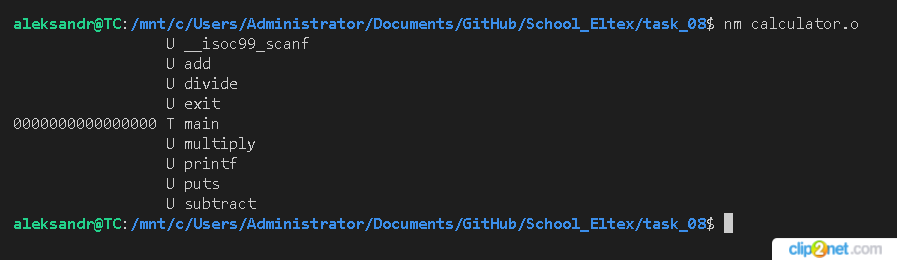 aleksandr@TC:/mnt/c/Users/Administrator/Documents/GitHub/School_Eltex/task_08$ nm calculator.o
                 U __isoc99_scanf
                 U add
                 U divide
                 U exit
0000000000000000 T main
                 U multiply
                 U printf
                 U puts
                 U subtract
aleksandr@TC:/mnt/c/Users/Administrator/Documents/GitHub/School_Eltex/task_08$
clip2net.com